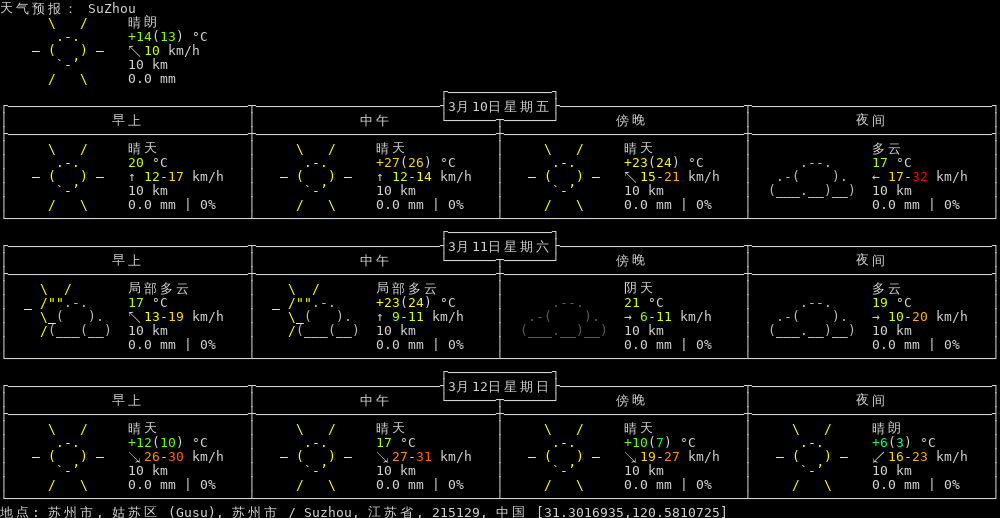 天气预报: SuZhou
晴朗
+14(13) °C
↖ 10 km/h
10 km
0.0 mm
3月10日星期五
早上 中午 傍晚 夜间
晴天 晴天 晴天 多云
20 °C +27(26) °C +23(24) °C 17 °C
↑ 12-17 km/h ↑ 12-14 km/h ↖ 15-21 km/h ← 17-32 km/h
10 km 10 km 10 km 10 km
0.0 mm | 0% 0.0 mm | 0% 0.0 mm | 0% 0.0 mm | 0%
3月11日星期六
早上 中午 傍晚 夜间
局部多云 局部多云 阴天 多云
17 °C +23(24) °C 21 °C 19 °C
↖ 13-19 km/h ↑ 9-11 km/h → 6-11 km/h → 10-20 km/h
10 km 10 km 10 km 10 km
0.0 mm | 0% 0.0 mm | 0% 0.0 mm | 0% 0.0 mm | 0%
3月12日星期日
早上 中午 傍晚 夜间
晴天 晴天 晴天 晴朗
+12(10) °C 17 °C +10(7) °C +6(3) °C
↘ 26-30 km/h ↘ 27-31 km/h ↘ 19-27 km/h ↙ 16-23 km/h
10 km 10 km 10 km 10 km
0.0 mm | 0% 0.0 mm | 0% 0.0 mm | 0% 0.0 mm | 0%
地点: 苏州市, 姑苏区 (Gusu), 苏州市 / Suzhou, 江苏省, 215129, 中国 [31.3016935,120.5810725]